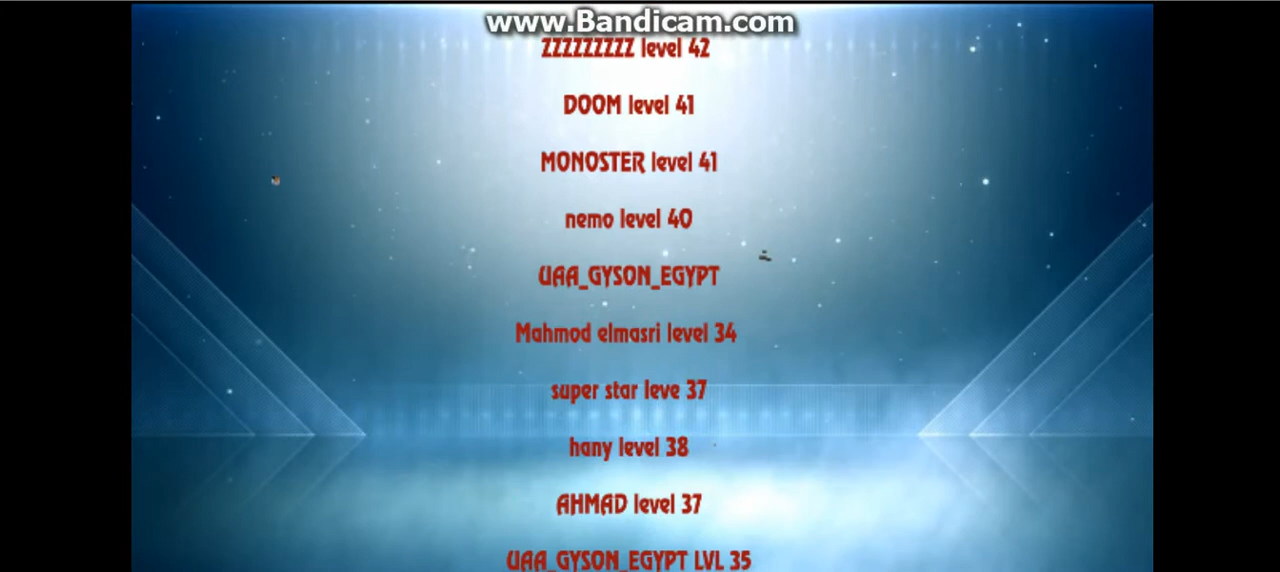 www.Bandicam.com
ZZZZZZZZZ level 42
DOOM level 41
MONOSTER level 41
nemo level 40
UAA_GYSON_EGYPT
Mahmod elmasri level 34
super star leve 37
hany level 38
AHMAD level 37
UAA_GYSON_EGYPT LVL 35